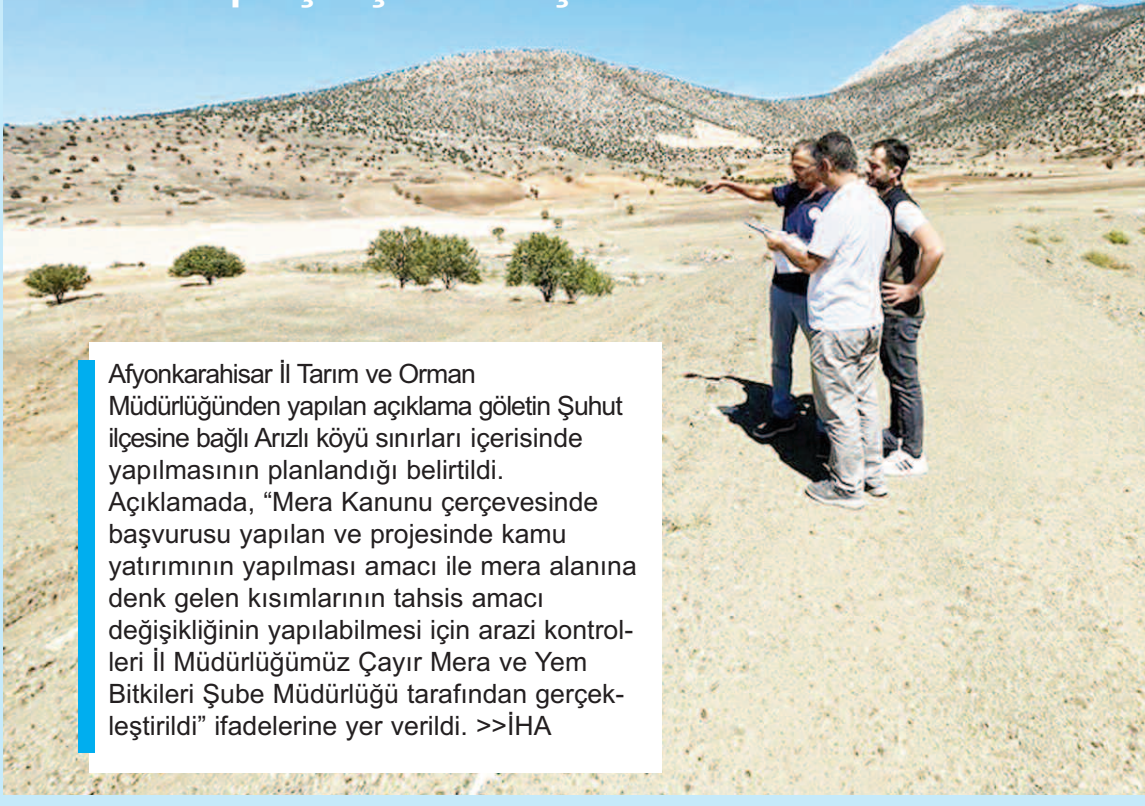 Afyonkarahisar İl Tarım ve Orman
Müdürlüğünden yapılan açıklama göletin Şuhut
ilçesine bağlı Arızlı köyü sınırları içerisinde
yapılmasının planlandığı belirtildi.
Açıklamada, “Mera Kanunu çerçevesinde
başvurusu yapılan ve projesinde kamu
yatırımının yapılması amacı ile mera alanına
denk gelen kısımlarının tahsis amacı
değişikliğinin yapılabilmesi için arazi kontrol-
leri İl Müdürlüğümüz Çayır Mera ve Yem
Bitkileri Şube Müdürlüğü tarafından gerçek-
leştirildi” ifadelerine yer verildi. >>İHA